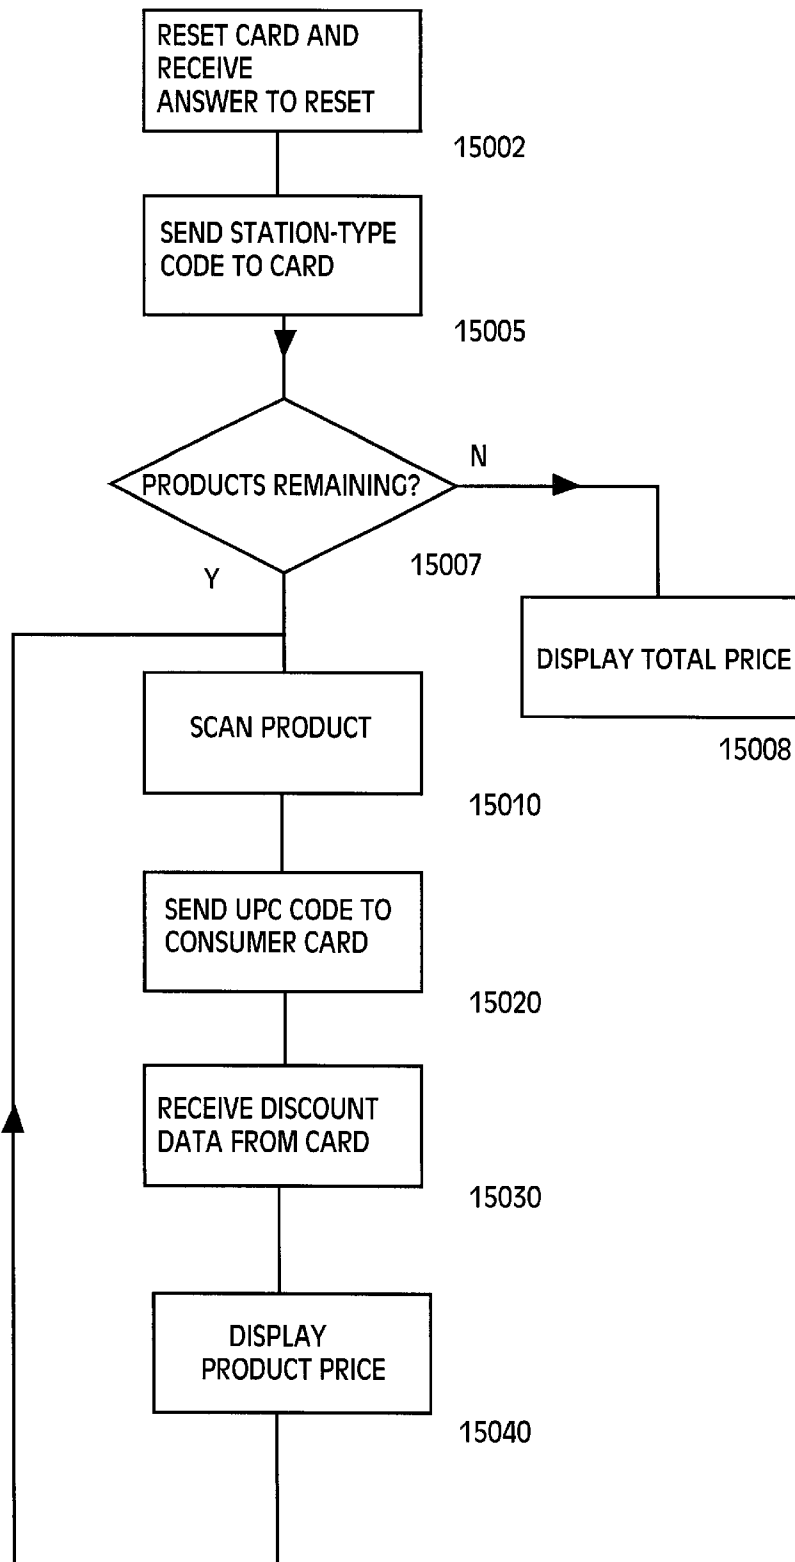 RESET CARD AND
RECEIVE
ANSWER TO RESET
15002
SEND STATION-TYPE
CODE TO CARD
15005
PRODUCTS REMAINING?
N
15007
Y
DISPLAY TOTAL PRICE
15008
SCAN PRODUCT
15010
SEND UPC CODE TO
CONSUMER CARD
15020
RECEIVE DISCOUNT
DATA FROM CARD
15030
DISPLAY
PRODUCT PRICE
15040